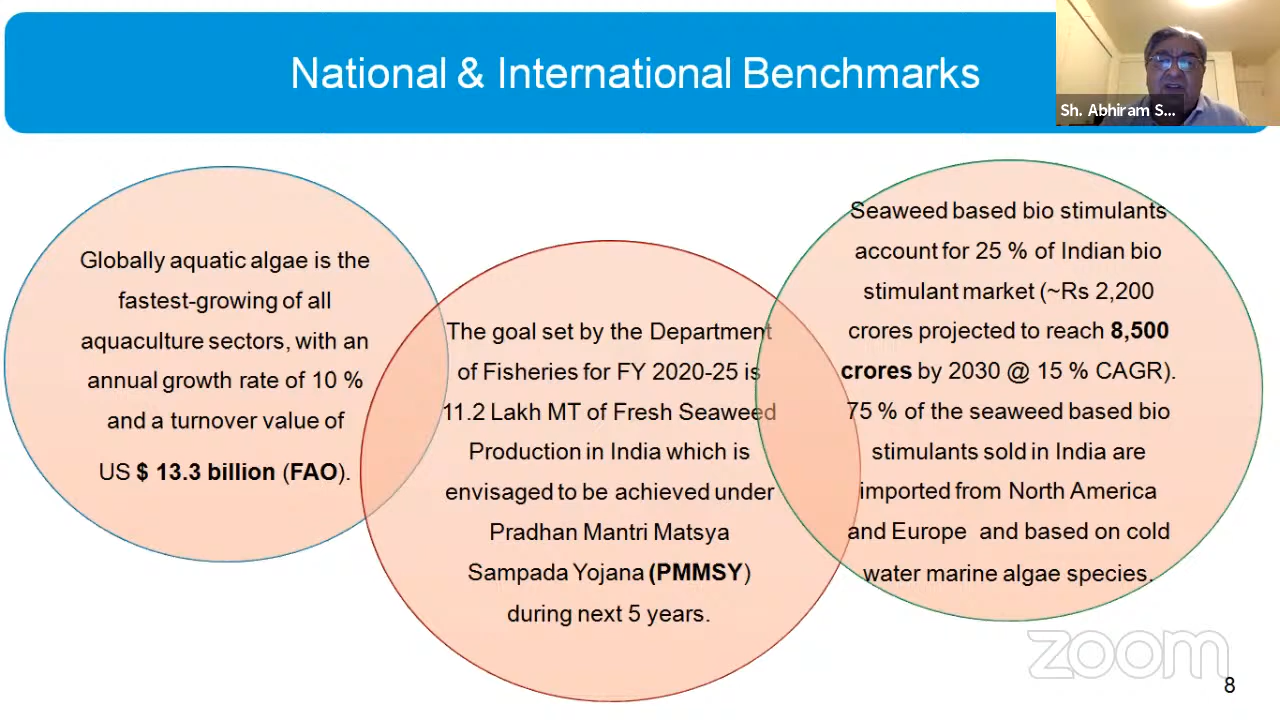 National & International Benchmarks
Sh. Abhiram S...
Globally aquatic algae is the
fastest-growing of all
aquaculture sectors, with an
annual growth rate of 10 %
and a turnover value of
US $ 13.3 billion (FAO).
The goal set by the Department
of Fisheries for FY 2020-25 is
11.2 Lakh MT of Fresh Seaweed
Production in India which is
envisaged to be achieved under
Pradhan Mantri Matsya
Sampada Yojana (PMMSY)
during next 5 years.
Seaweed based bio stimulants
account for 25 % of Indian bio
stimulant market (~Rs 2,200
crores projected to reach 8,500
crores by 2030 @ 15 % CAGR).
75 % of the seaweed based bio
stimulants sold in India are
imported from North America
and Europe and based on cold
water marine algae species.
zoom
8